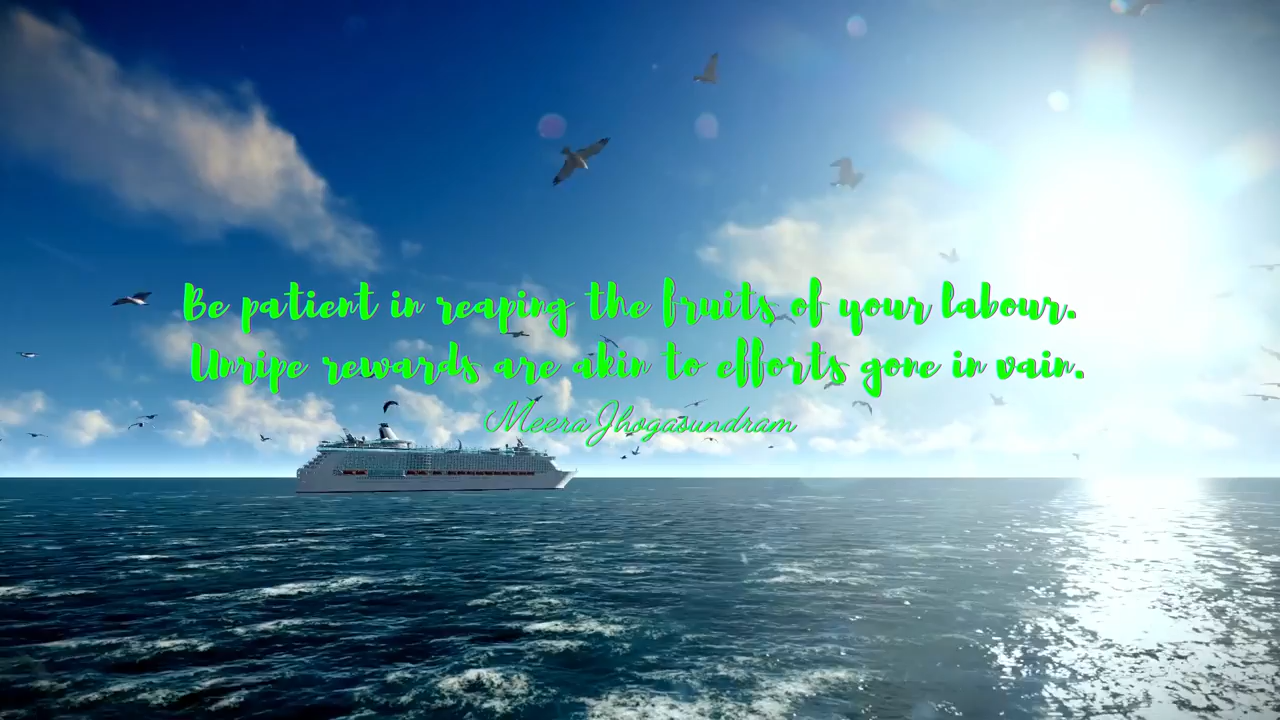 Be patient in reaping the fruits of your labour.
Unripe rewards are akin to efforts gone in vain.
Meera Jhogasundram